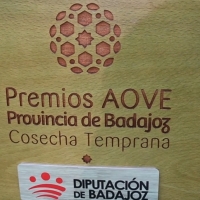 Premios AOVE
Provincia de Badajoz
Cosecha Temprana
DIPUTACIÓN
DE BADAJOZ